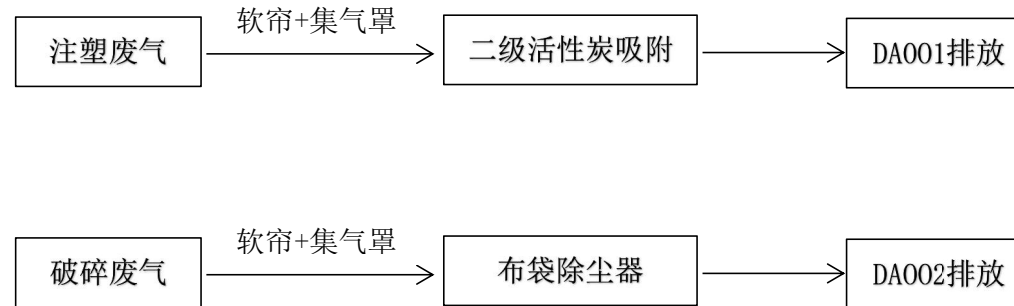 软帘+集气罩
注塑废气
二级活性炭吸附
DA001排放
软帘+集气罩
破碎废气
布袋除尘器
DA002排放